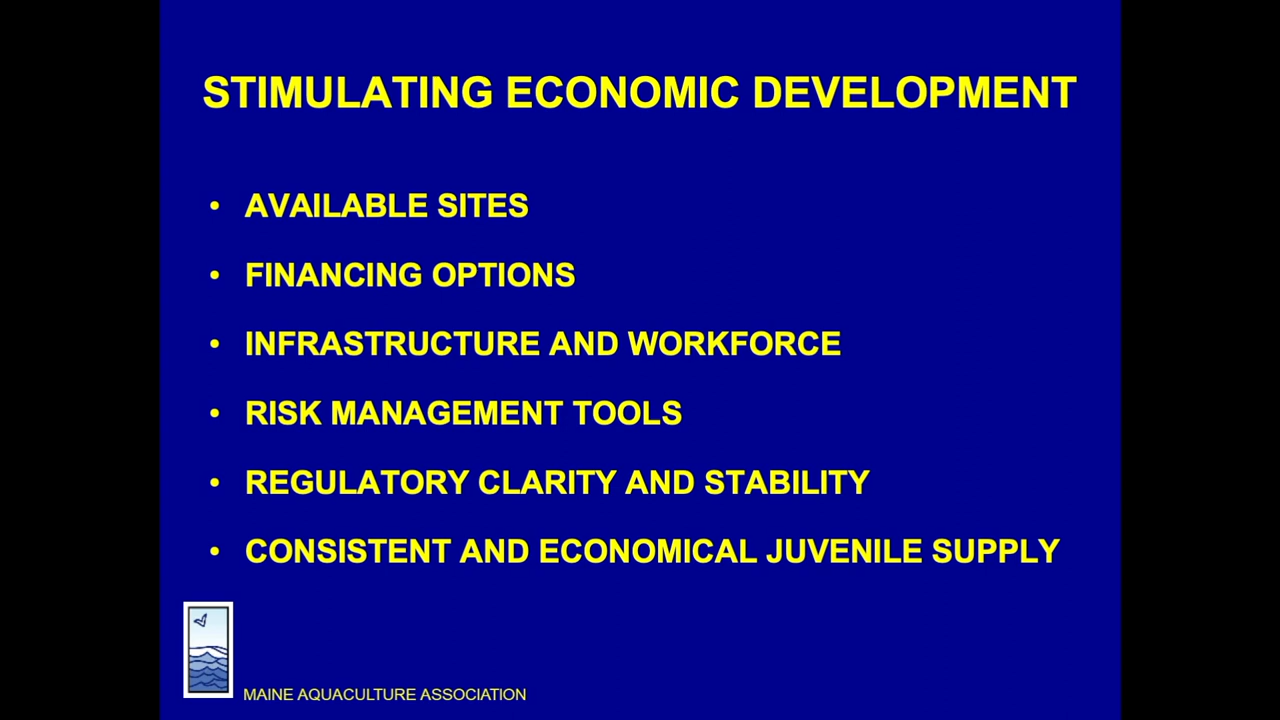 STIMULATING ECONOMIC DEVELOPMENT
• AVAILABLE SITES
• FINANCING OPTIONS
• INFRASTRUCTURE AND WORKFORCE
• RISK MANAGEMENT TOOLS
• REGULATORY CLARITY AND STABILITY
• CONSISTENT AND ECONOMICAL JUVENILE SUPPLY
MAINE AQUACULTURE ASSOCIATION